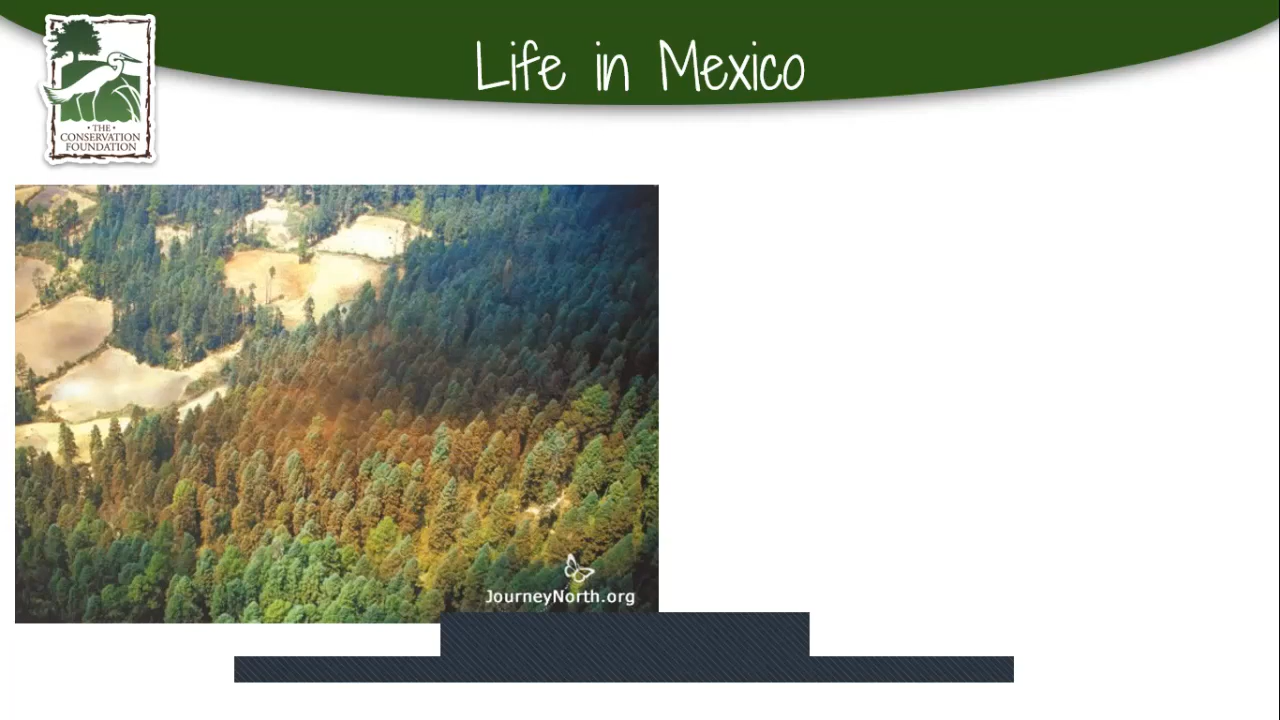 Life in Mexico
• THE •
CONSERVATION
FOUNDATION
JourneyNorth.org